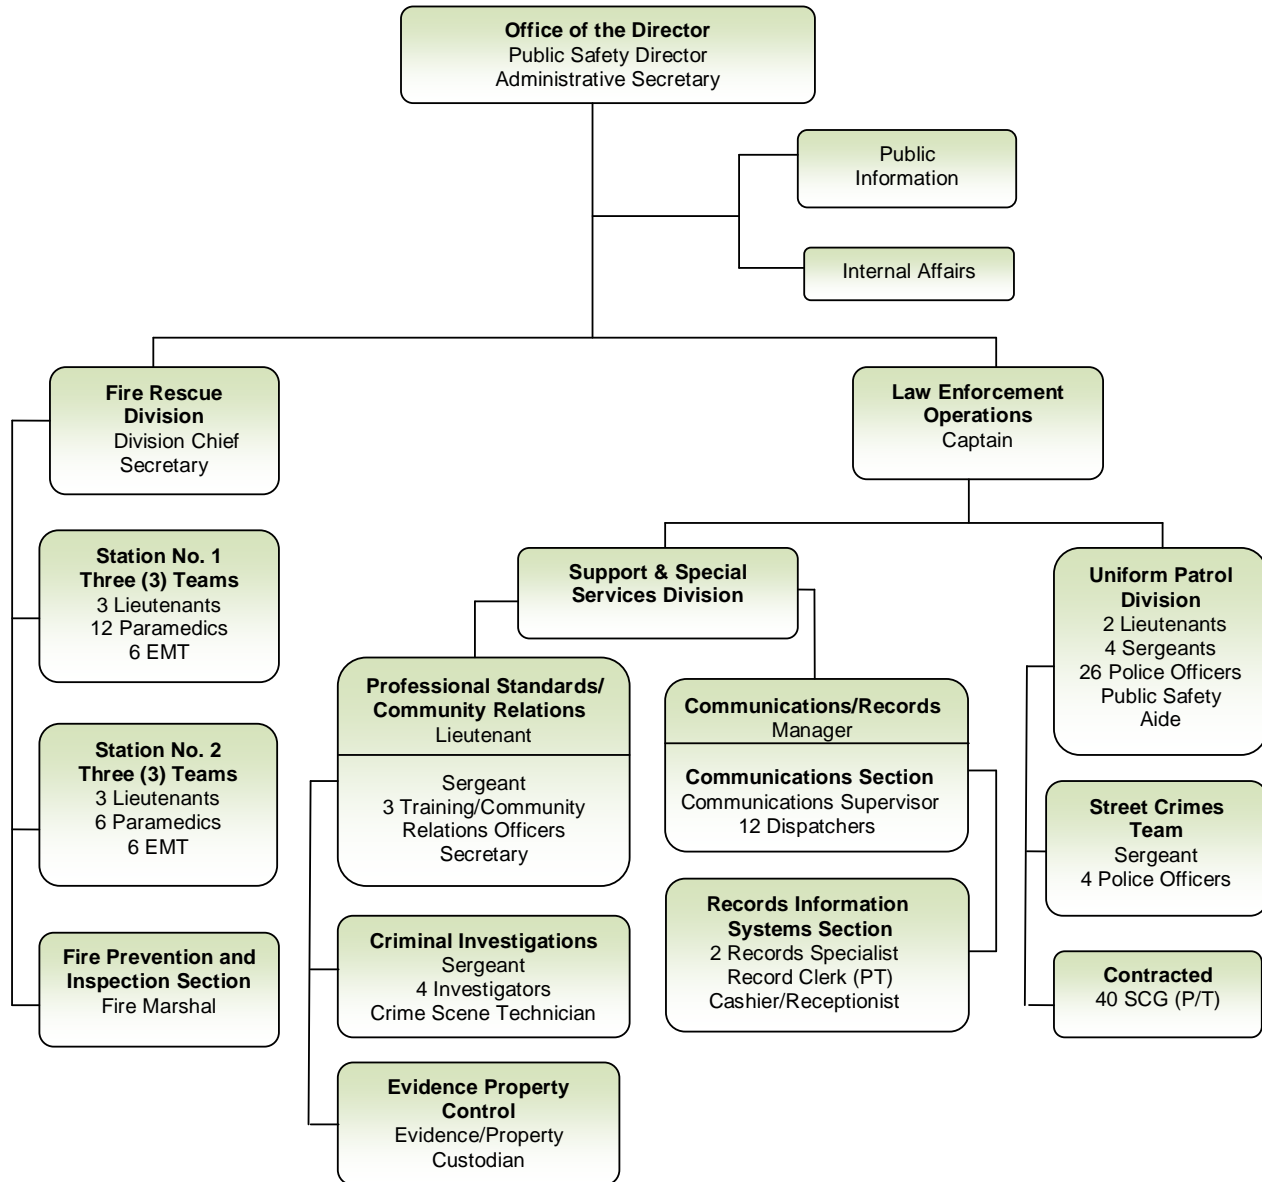 Office of the Director
Public Safety Director
Administrative Secretary
Public
Information
Internal Affairs
Fire Rescue
Division
Division Chief
Secretary
Law Enforcement
Operations
Captain
Station No. 1
Three (3) Teams
3 Lieutenants
12 Paramedics
6 EMT
Support & Special
Services Division
Uniform Patrol
Division
2 Lieutenants
4 Sergeants
26 Police Officers
Public Safety
Aide
Professional Standards/
Community Relations
Lieutenant
Sergeant
3 Training/Community
Relations Officers
Secretary
Communications/Records
Manager
Communications Section
Communications Supervisor
12 Dispatchers
Station No. 2
Three (3) Teams
3 Lieutenants
6 Paramedics
6 EMT
Street Crimes
Team
Sergeant
4 Police Officers
Records Information
Systems Section
2 Records Specialist
Record Clerk (PT)
Cashier/Receptionist
Criminal Investigations
Sergeant
4 Investigators
Crime Scene Technician
Fire Prevention and
Inspection Section
Fire Marshal
Contracted
40 SCG (P/T)
Evidence Property
Control
Evidence/Property
Custodian